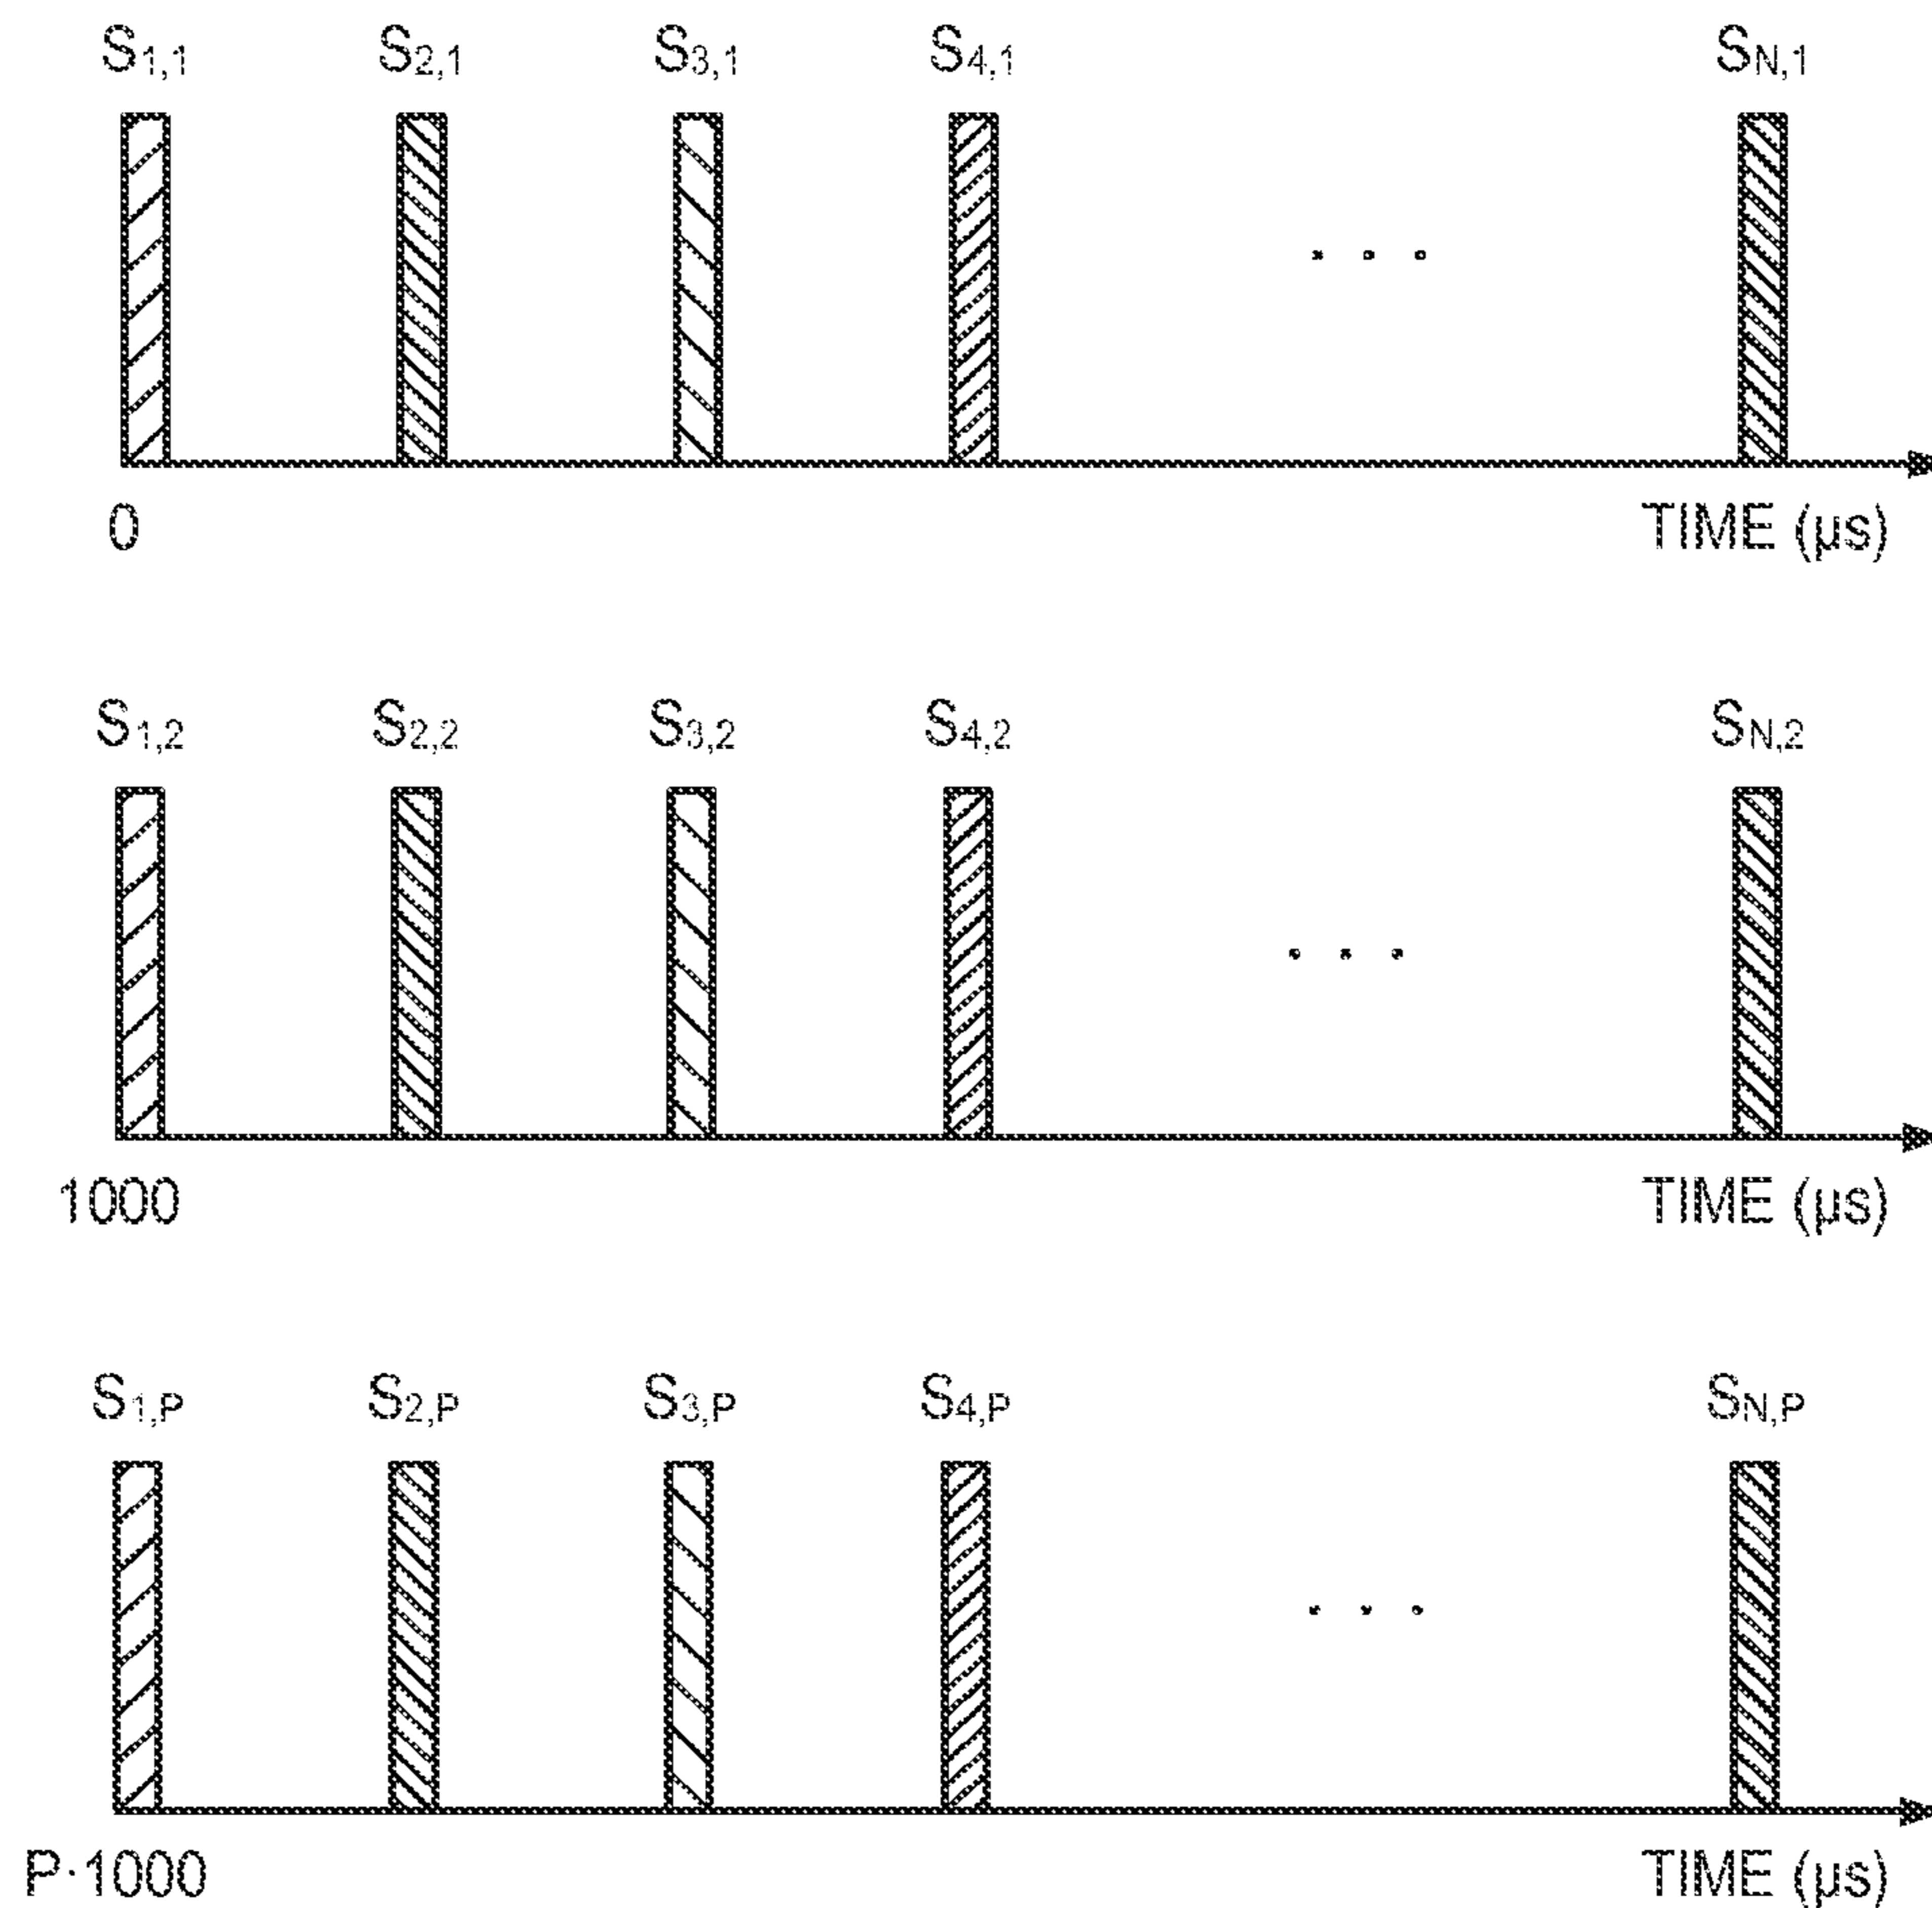 S1,1 S2,1 S3,1 S4,1 SN,1
. . .
0 TIME (µs)
S1,2 S2,2 S3,2 S4,2 SN,2
. . .
1000 TIME (µs)
S1,P S2,P S3,P S4,P SN,P
. . .
P·1000 TIME (µs)